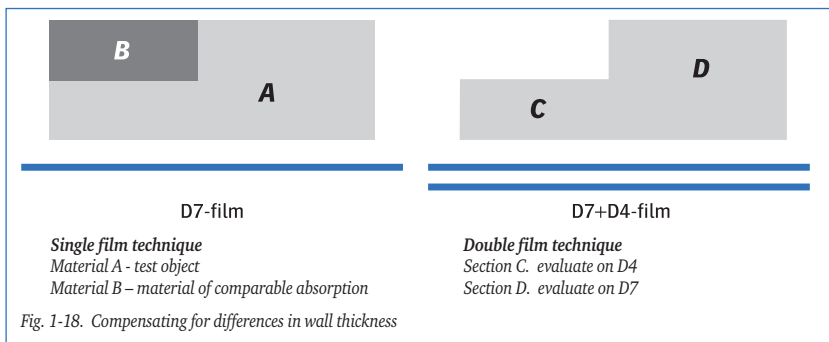 B
A
D
C
D7-film
D7+D4-film
Single film technique
Material A - test object
Material B – material of comparable absorption
Double film technique
Section C. evaluate on D4
Section D. evaluate on D7
Fig. 1-18. Compensating for differences in wall thickness